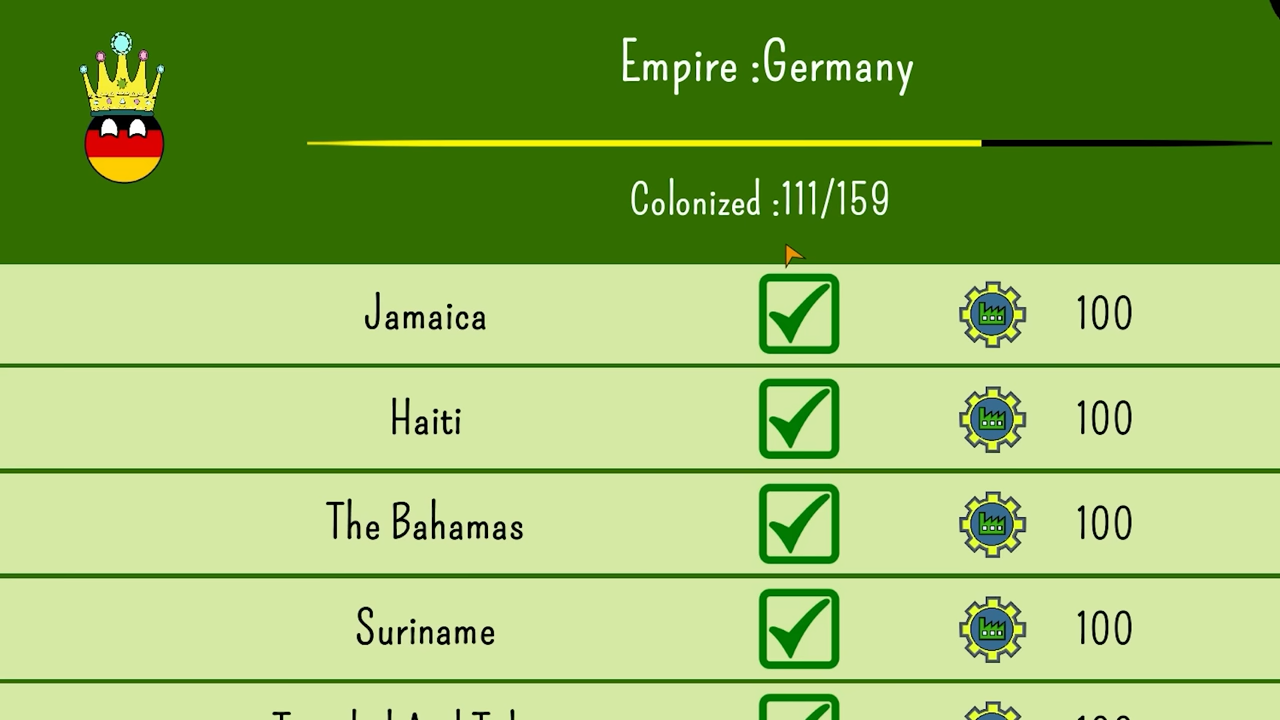 Empire :Germany
Colonized :111/159
Jamaica 100
Haiti 100
The Bahamas 100
Suriname 100